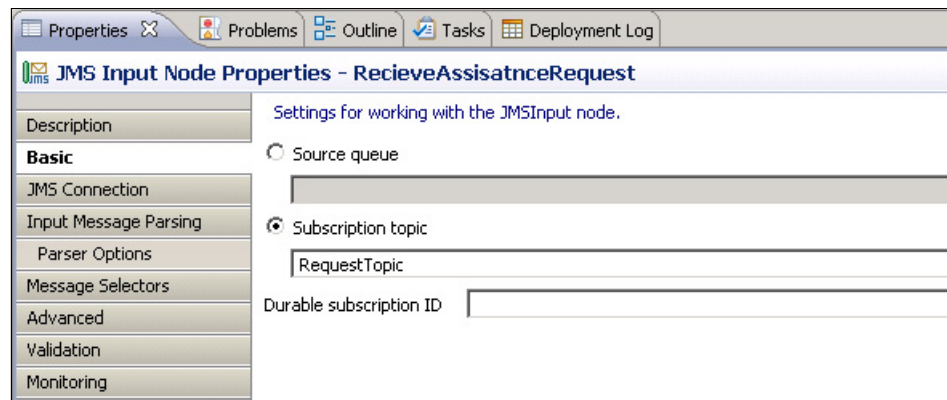 Properties Problems Outline Tasks Deployment Log
Jms JMS Input Node Properties - RecieveAssisatnceRequest
Settings for working with the JMSInput node.
Description
Basic
JMS Connection
Input Message Parsing
Parser Options
Message Selectors
Advanced
Validation
Monitoring
Source queue
Subscription topic
RequestTopic
Durable subscription ID